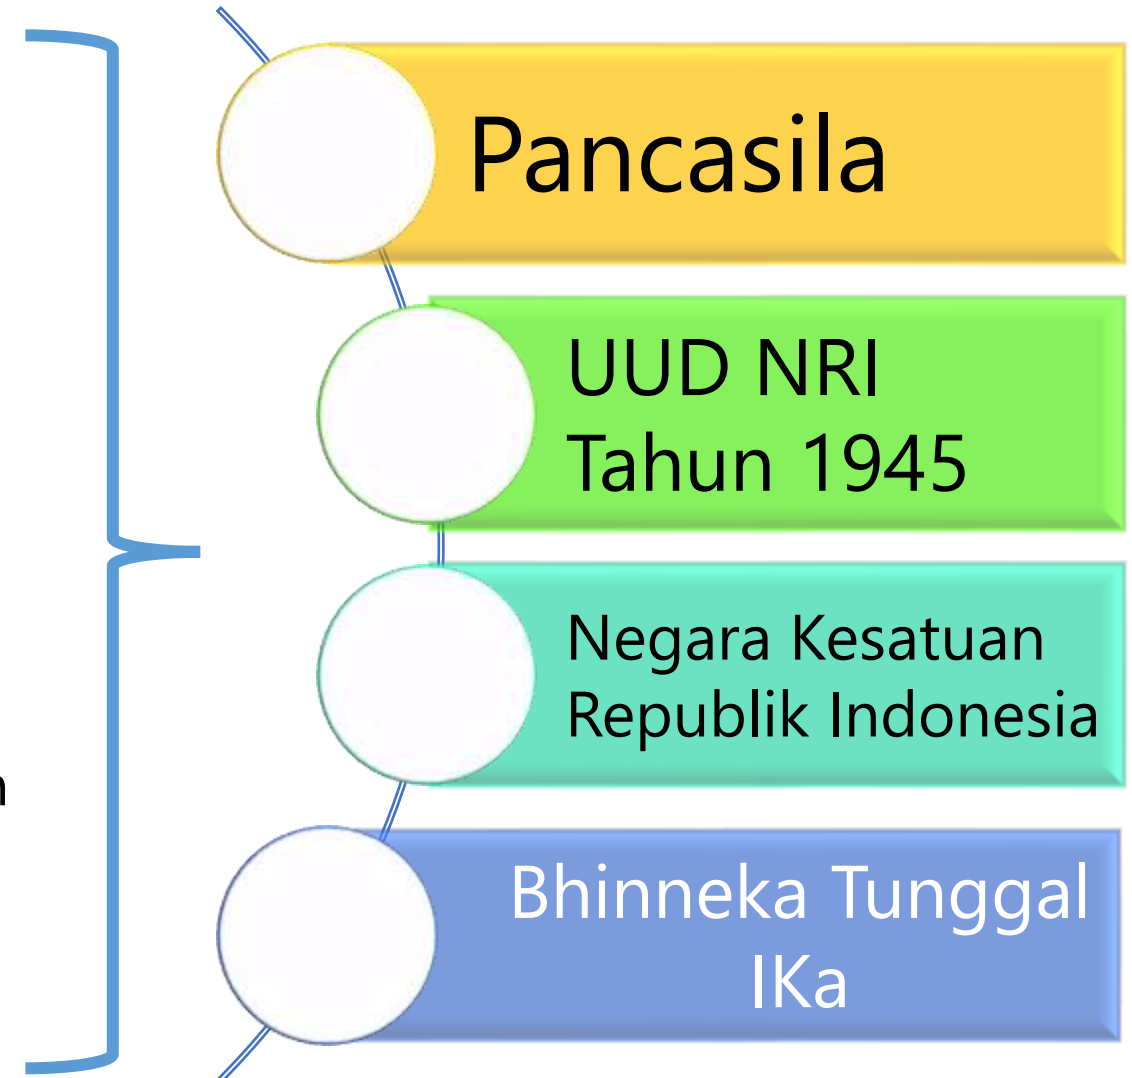 Pancasila
UUD NRI
Tahun 1945
Negara Kesatuan
Republik Indonesia
Bhinneka Tunggal
IKa